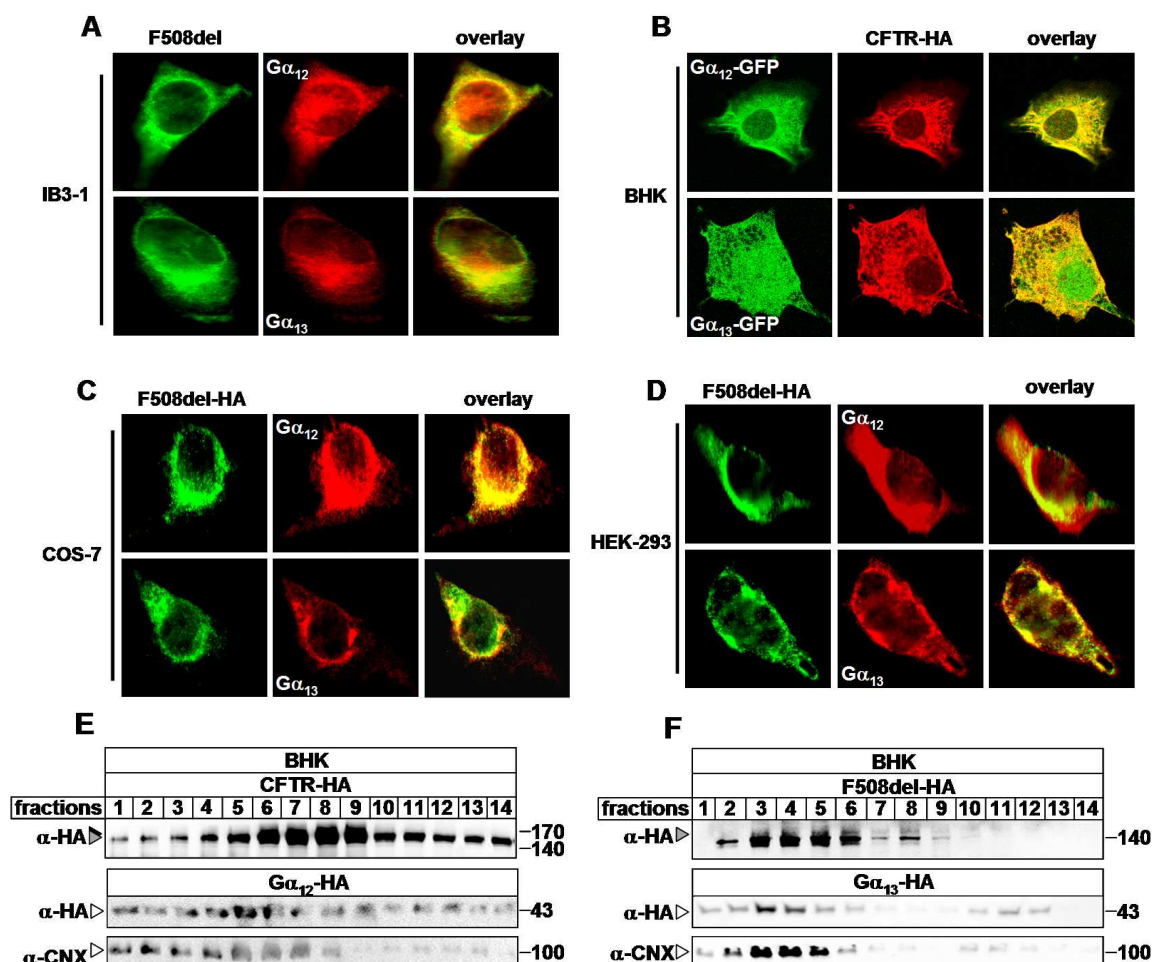 A
F508del overlay
Gα12
IB3-1
Gα13
B
CFTR-HA overlay
Gα12-GFP
BHK
Gα13-GFP
C
F508del-HA overlay
Gα12
COS-7
Gα13
D
F508del-HA overlay
Gα12
HEK-293
Gα13
E
BHK
CFTR-HA
fractions 1 2 3 4 5 6 7 8 9 10 11 12 13 14
α-HA –170
–140
Gα12-HA
α-HA –43
α-CNX –100
F
BHK
F508del-HA
fractions 1 2 3 4 5 6 7 8 9 10 11 12 13 14
α-HA –140
Gα13-HA
α-HA –43
α-CNX –100